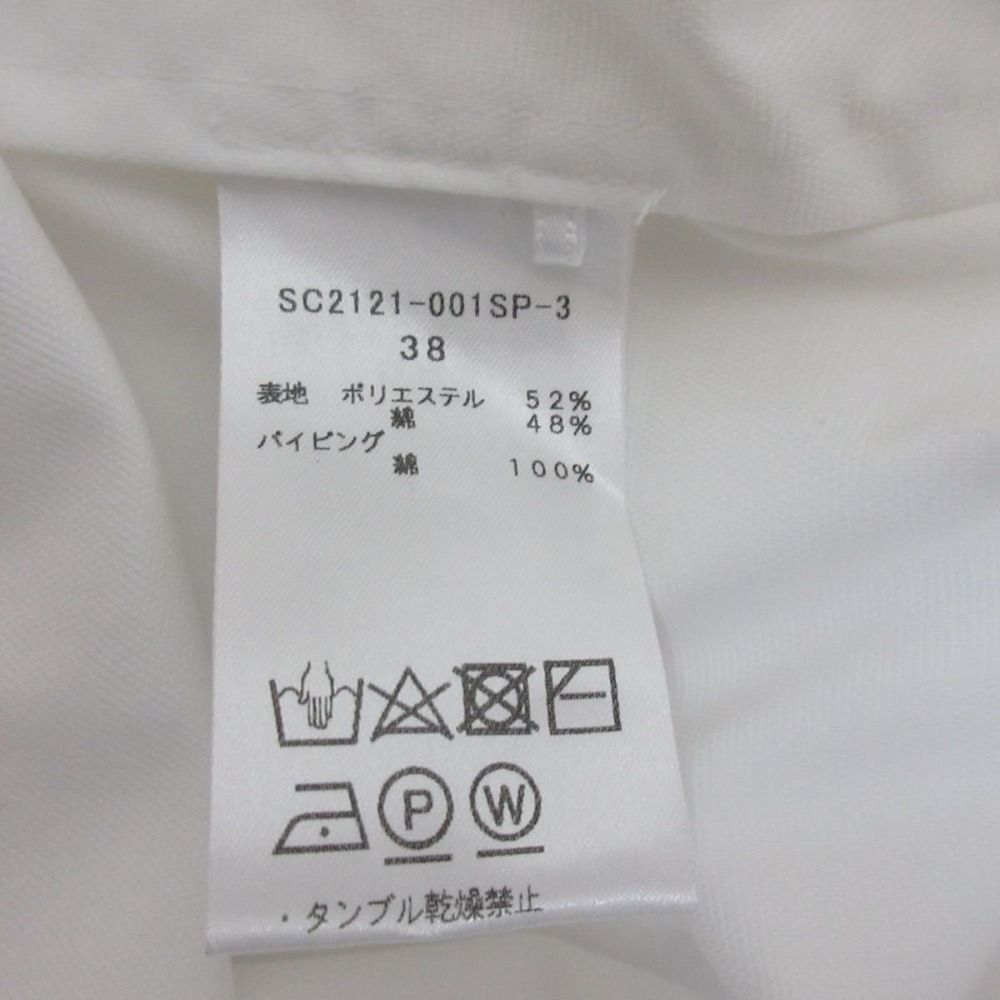 SC2121-001SP-3
38
表地 ポリエステル 52%
綿 48%
パイピング
綿 100%
P W
・タンブル乾燥禁止